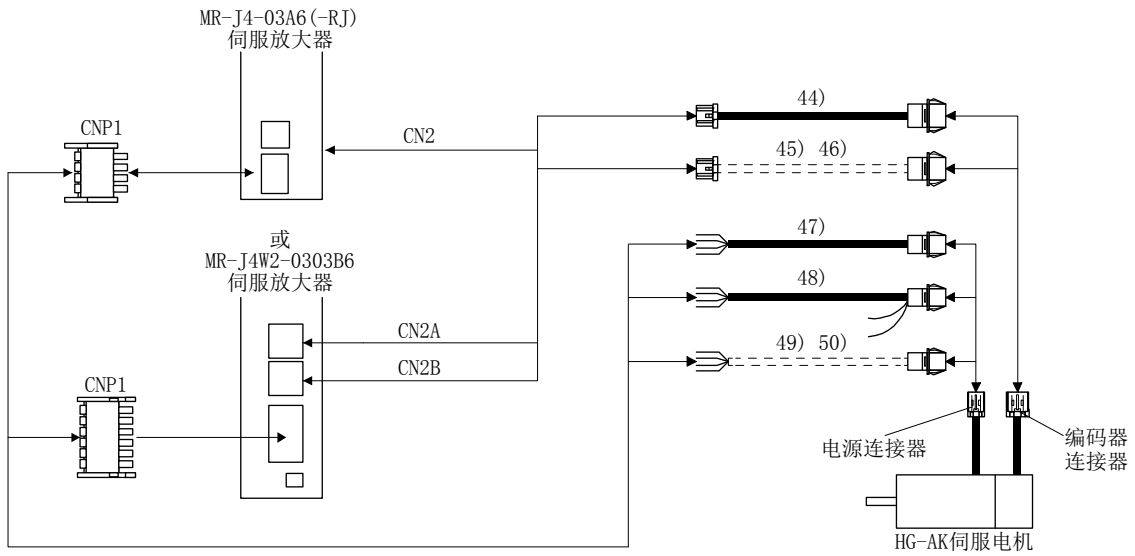 MR-J4-03A6(-RJ)
伺服放大器
CNP1
CN2
44)
45) 46)
47)
48)
49) 50)
或
MR-J4W2-0303B6
伺服放大器
CN2A
CN2B
CNP1
电源连接器
编码器
连接器
HG-AK伺服电机